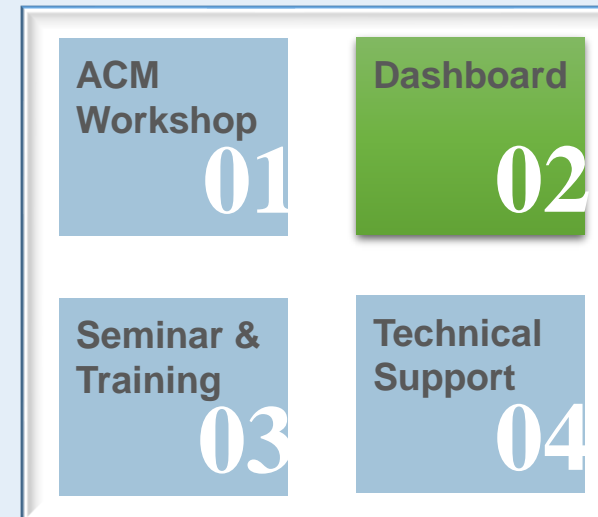 ACM
Workshop
01
Dashboard
02
Seminar &
Training
03
Technical
Support
04